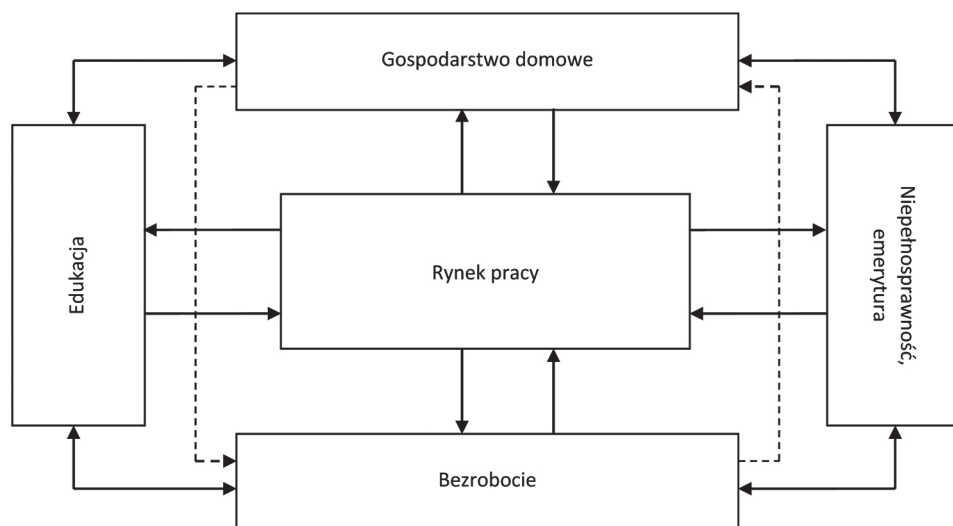 Gospodarstwo domowe
Edukacja
Rynek pracy
Niepełnosprawność,
emerytura
Bezrobocie